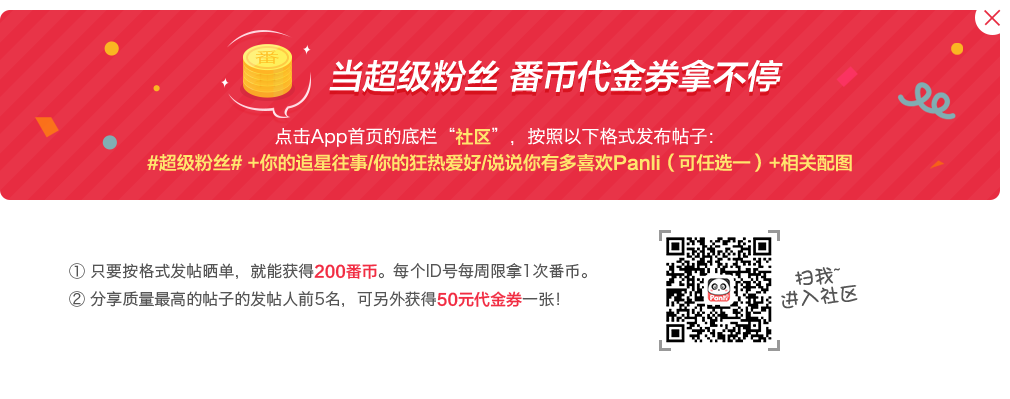 番
当超级粉丝 番币代金券拿不停
点击App首页的底栏“社区”，按照以下格式发布帖子：
#超级粉丝# +你的追星往事/你的狂热爱好/说说你有多喜欢Panli（可任选一）+相关配图
① 只要按格式发帖晒单，就能获得200番币。每个ID号每周限拿1次番币。
② 分享质量最高的帖子的发帖人前5名，可另外获得50元代金券一张！
Panli
扫我~
进入社区